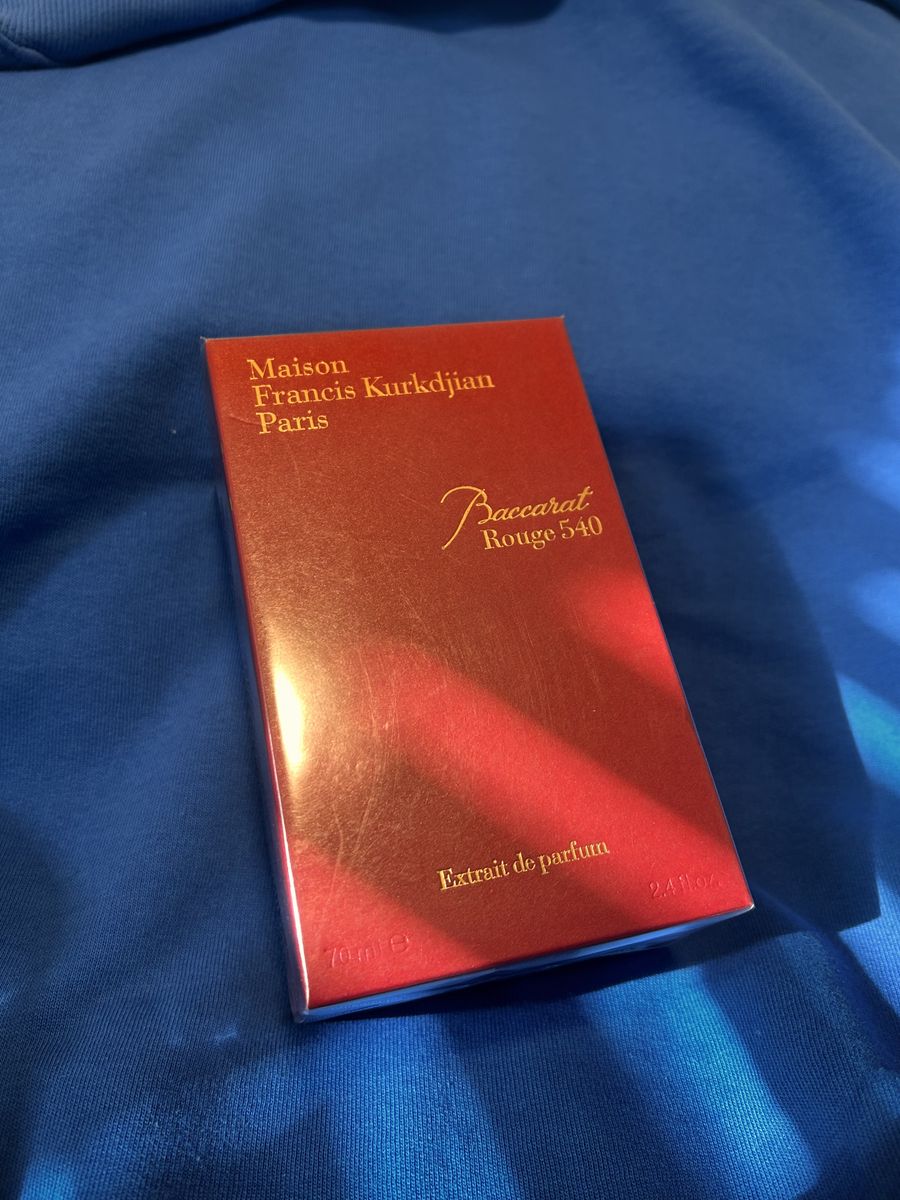 Maison
Francis Kurkdjian
Paris
Baccarat
Rouge 540
Extrait de parfum
70 ml ℮
2.4 fl.oz.